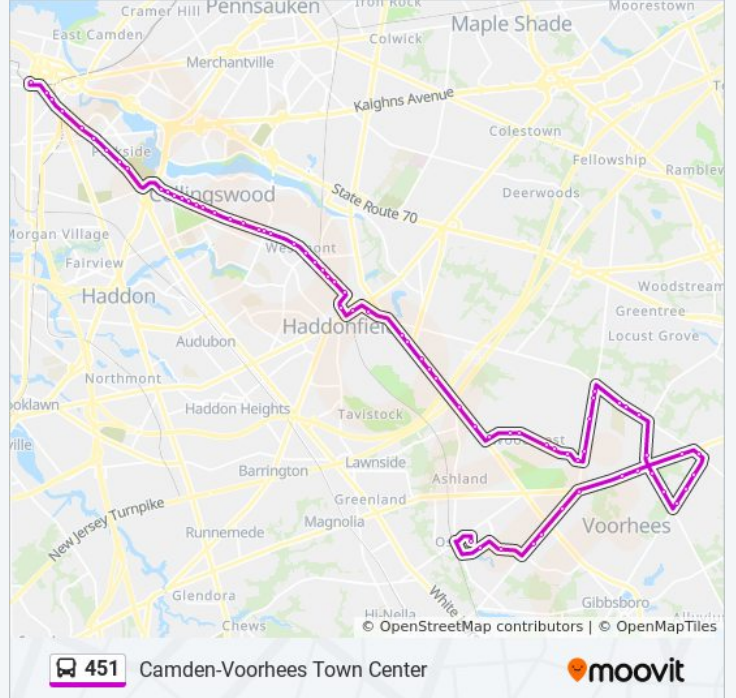 Cramer Hill
Pennsauken
Iron Rock
Moorestown
East Camden
Maple Shade
Colwick
Merchantville
Kaighns Avenue
Colestown
Parkside
Fellowship
Collingswood
State Route 70
Deerwoods
Morgan Village
Westmont
Fairview
Haddon
Woodstream
Greentree
Haddonfield
Audubon
Locust Grove
Northmont
Haddon Heights
Tavistock
Barrington
Lawnside
Ashland
Greenland
New Jersey Turnpike
Magnolia
Voorhees
Runnemede
Glendora
White
Gibbsboro
Chews
Hi-Nella
© OpenStreetMap contributors | © OpenMapTiles
451 Camden-Voorhees Town Center
moovit